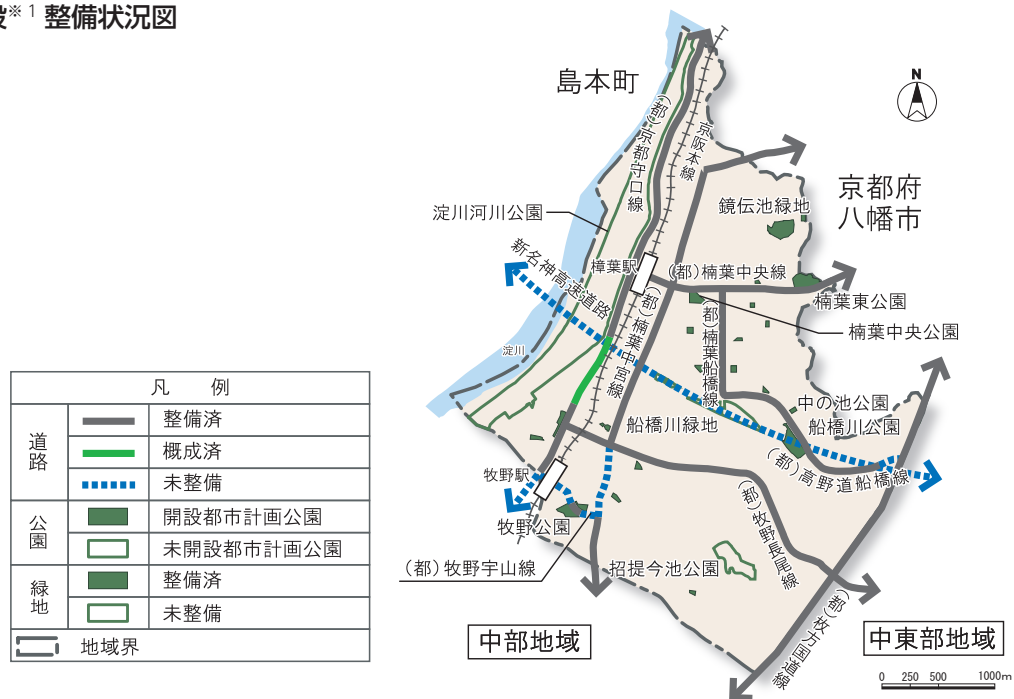 設※1 整備状況図
島本町
N
京都府
八幡市
(都)京都守口線
京阪本線
鏡伝池緑地
淀川河川公園
新名神高速道路
樟葉駅
(都)楠葉中央線
楠葉東公園
楠葉中央公園
(都)楠葉中宮線
(都)楠葉船橋線
淀川
中の池公園
船橋川公園
船橋川緑地
(都)高野道船橋線
牧野駅
牧野公園
(都)牧野長尾線
(都)牧野宇山線
招提今池公園
(都)枚方国道線
中部地域
中東部地域
0 250 500 1000m
凡 例
道路
整備済
概成済
未整備
公園
開設都市計画公園
未開設都市計画公園
緑地
整備済
未整備
地域界